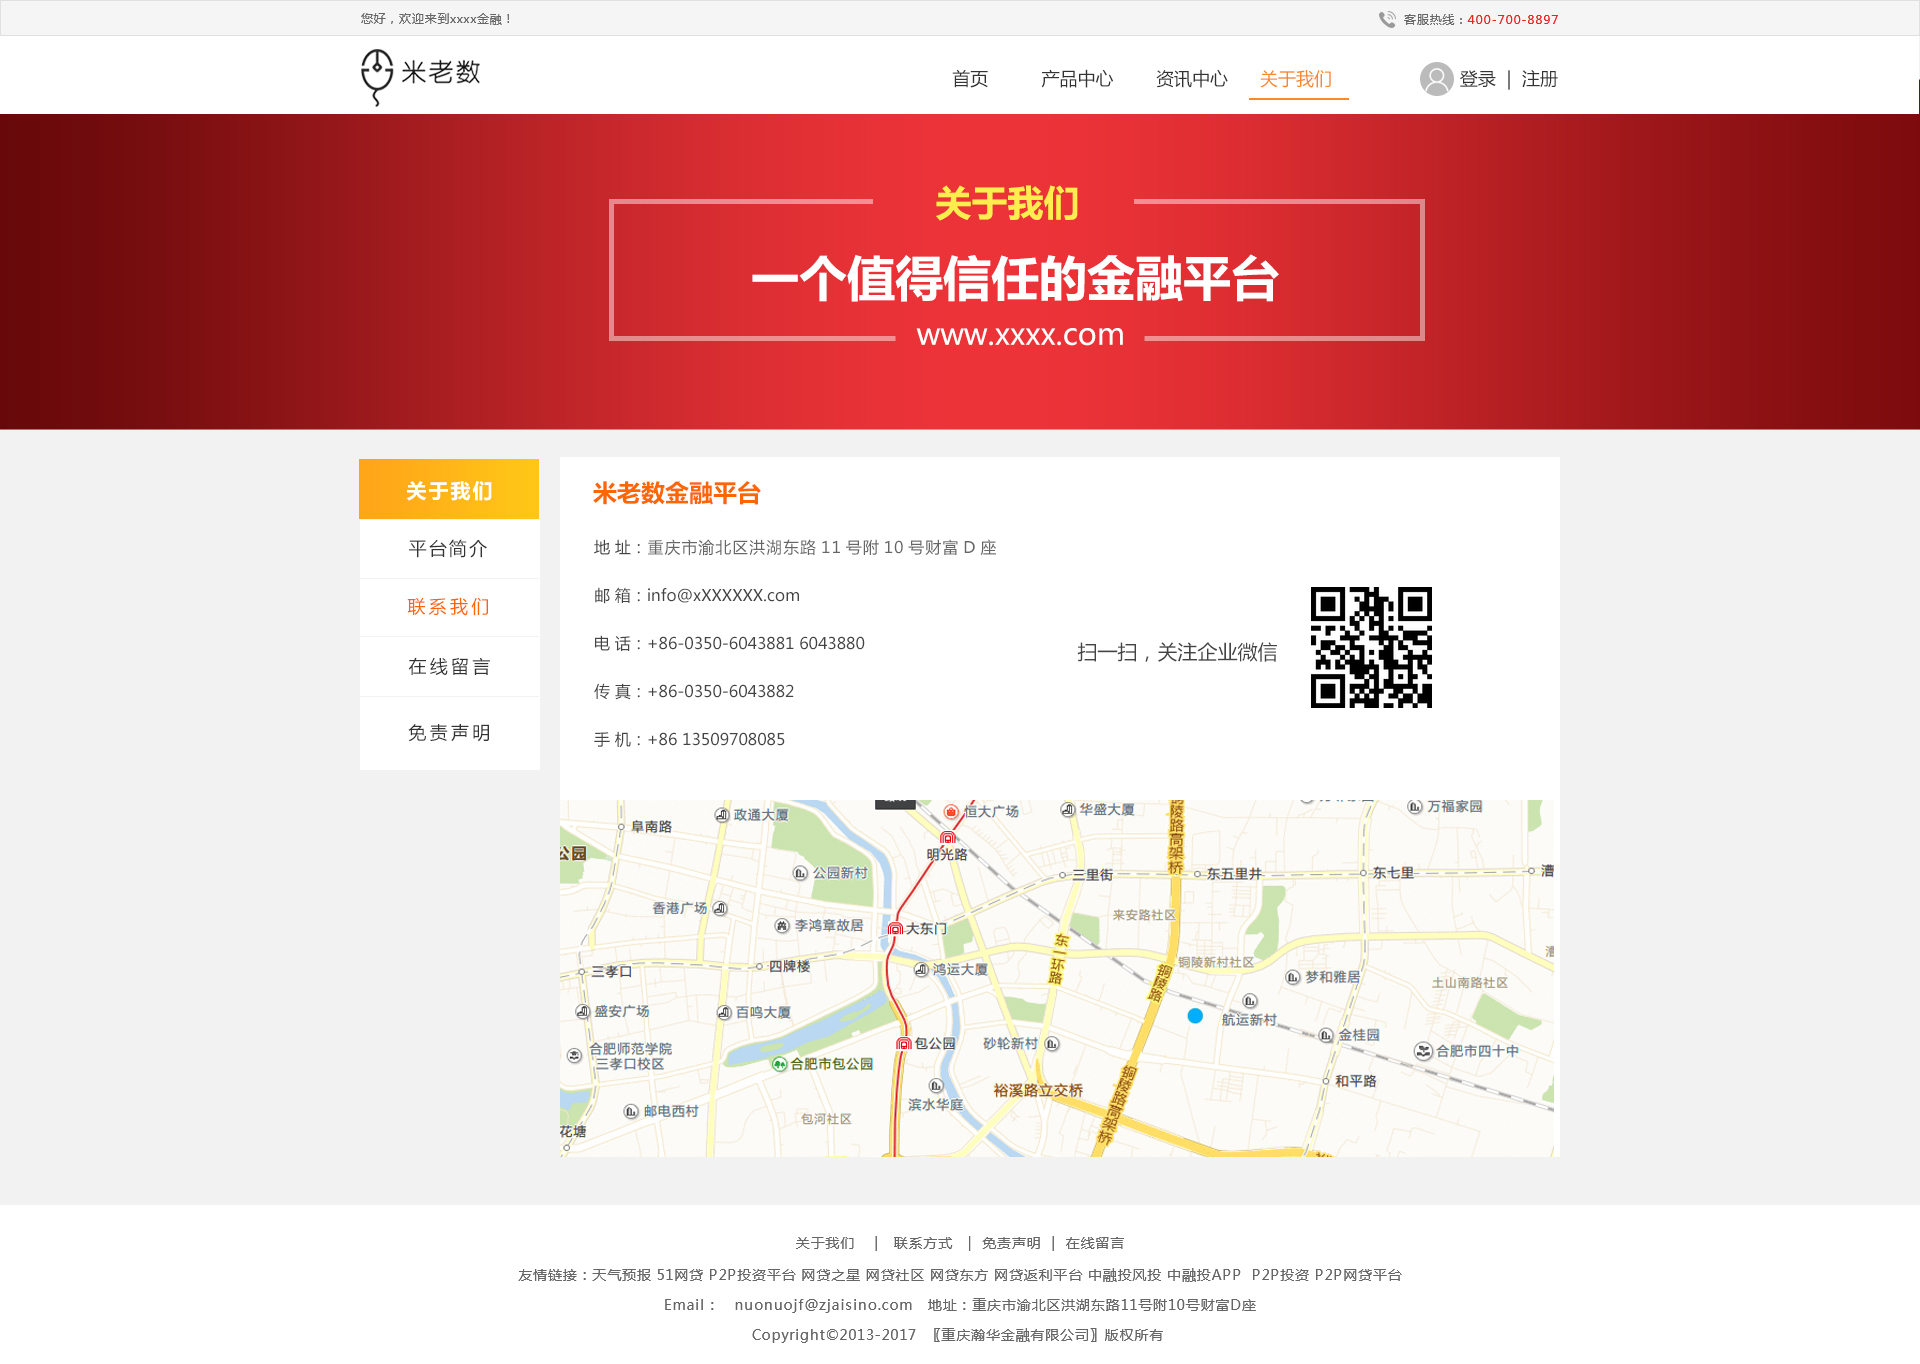 您好，欢迎来到xxxx金融！
客服热线：400-700-8897
米老数
首页 产品中心 资讯中心 关于我们
登录 | 注册
关于我们
一个值得信任的金融平台
www.xxxx.com
关于我们
平台简介
联系我们
在线留言
免责声明
米老数金融平台
地 址：重庆市渝北区洪湖东路 11 号附 10 号财富 D 座
邮 箱：info@xXXXXXX.com
电 话：+86-0350-6043881 6043880
传 真：+86-0350-6043882
手 机：+86 13509708085
扫一扫，关注企业微信
恒大广场
华盛大厦
万福家园
政通大厦
阜南路
公园
明光路
公园新村
三里街
东五里井
东七里
漕
香港广场
李鸿章故居
大东门
来安路社区
铜陵路高架桥
东一环路
四牌楼
鸿运大厦
三孝口
铜陵路
铜陵新村社区
梦和雅居
土山南路社区
盛安广场
百鸣大厦
航运新村
金桂园
合肥师范学院
三孝口校区
合肥市包公园
包公园
砂轮新村
合肥市四十中
和平路
裕溪路立交桥
滨水华庭
邮电西村
包河社区
铜陵路高架桥
花塘
关于我们 | 联系方式 | 免责声明 | 在线留言
友情链接：天气预报 51网贷 P2P投资平台 网贷之星 网贷社区 网贷东方 网贷返利平台 中融投风投 中融投APP P2P投资 P2P网贷平台
Email： nuonuojf@zjaisino.com 地址：重庆市渝北区洪湖东路11号附10号财富D座
Copyright©2013-2017 〖重庆瀚华金融有限公司〗版权所有